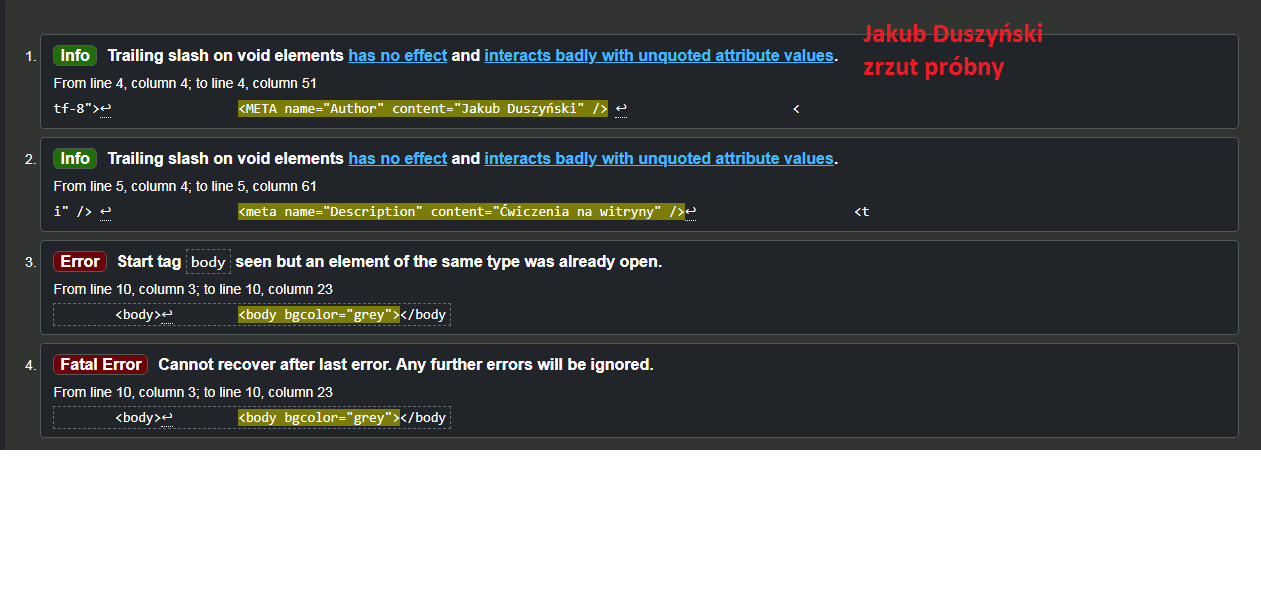 Jakub Duszyński
zrzut próbny
1. Info Trailing slash on void elements has no effect and interacts badly with unquoted attribute values.
From line 4, column 4; to line 4, column 51
tf-8">↩ <META name="Author" content="Jakub Duszyński" /> ↩ <
2. Info Trailing slash on void elements has no effect and interacts badly with unquoted attribute values.
From line 5, column 4; to line 5, column 61
i" /> ↩ <meta name="Description" content="Ćwiczenia na witryny" />↩ <t
3. Error Start tag body seen but an element of the same type was already open.
From line 10, column 3; to line 10, column 23
<body>↩ <body bgcolor="grey"></body
4. Fatal Error Cannot recover after last error. Any further errors will be ignored.
From line 10, column 3; to line 10, column 23
<body>↩ <body bgcolor="grey"></body